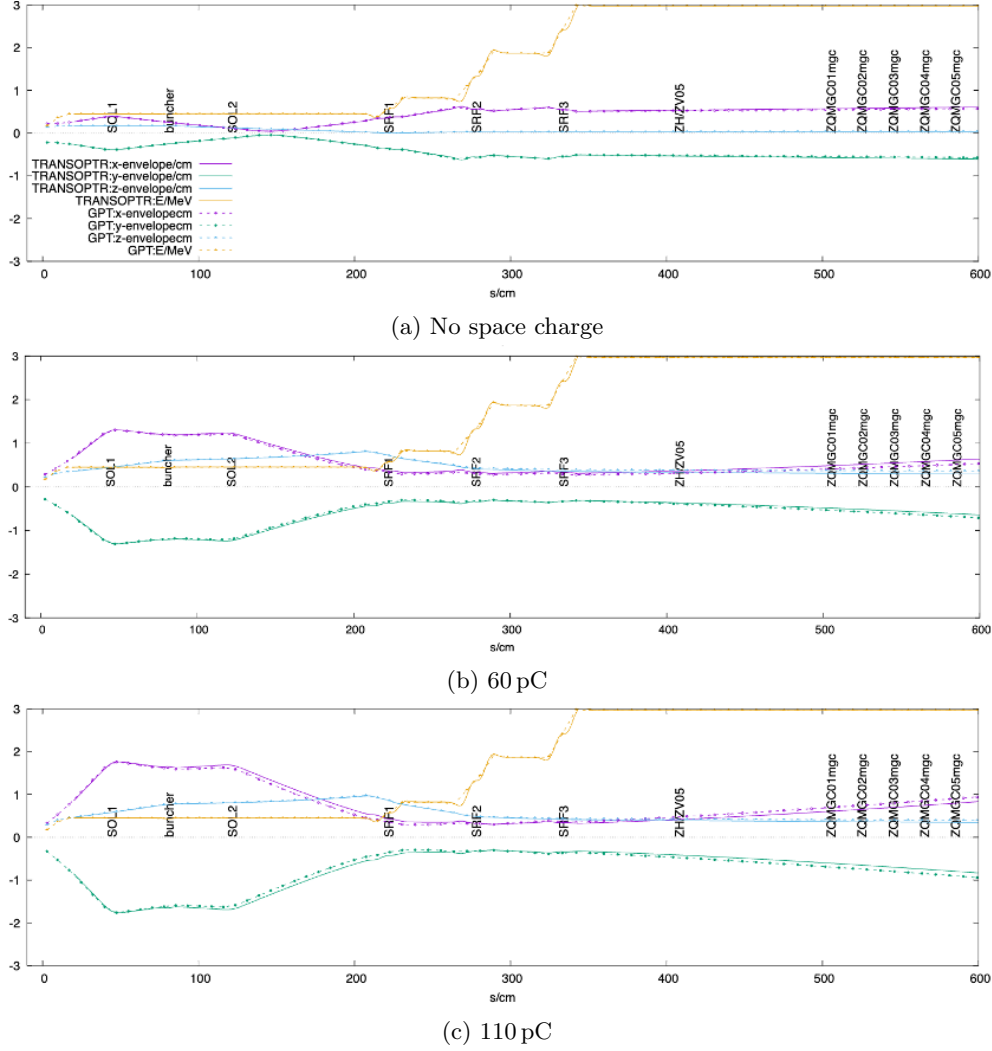 3
2
1
0
-1
-2
-3
SOL1
buncher
SOL2
SRF1
SRF2
SRF3
ZH/ZV05
ZQMGC01mgc
ZQMGC02mgc
ZQMGC03mgc
ZQMGC04mgc
ZQMGC05mgc
TRANSOPTR:x-envelope/cm
TRANSOPTR:y-envelope/cm
TRANSOPTR:z-envelope/cm
TRANSOPTR:E/MeV
GPT:x-envelopecm
GPT:y-envelopecm
GPT:z-envelopecm
GPT:E/MeV
0 100 200 300 400 500 600
s/cm
(a) No space charge
3
2
1
0
-1
-2
-3
SOL1
buncher
SOL2
SRF1
SRF2
SRF3
ZH/ZV05
ZQMGC01mgc
ZQMGC02mgc
ZQMGC03mgc
ZQMGC04mgc
ZQMGC05mgc
0 100 200 300 400 500 600
s/cm
(b) 60 pC
3
2
1
0
-1
-2
-3
SOL1
buncher
SOL2
SRF1
SRF2
SRF3
ZH/ZV05
ZQMGC01mgc
ZQMGC02mgc
ZQMGC03mgc
ZQMGC04mgc
ZQMGC05mgc
0 100 200 300 400 500 600
s/cm
(c) 110 pC